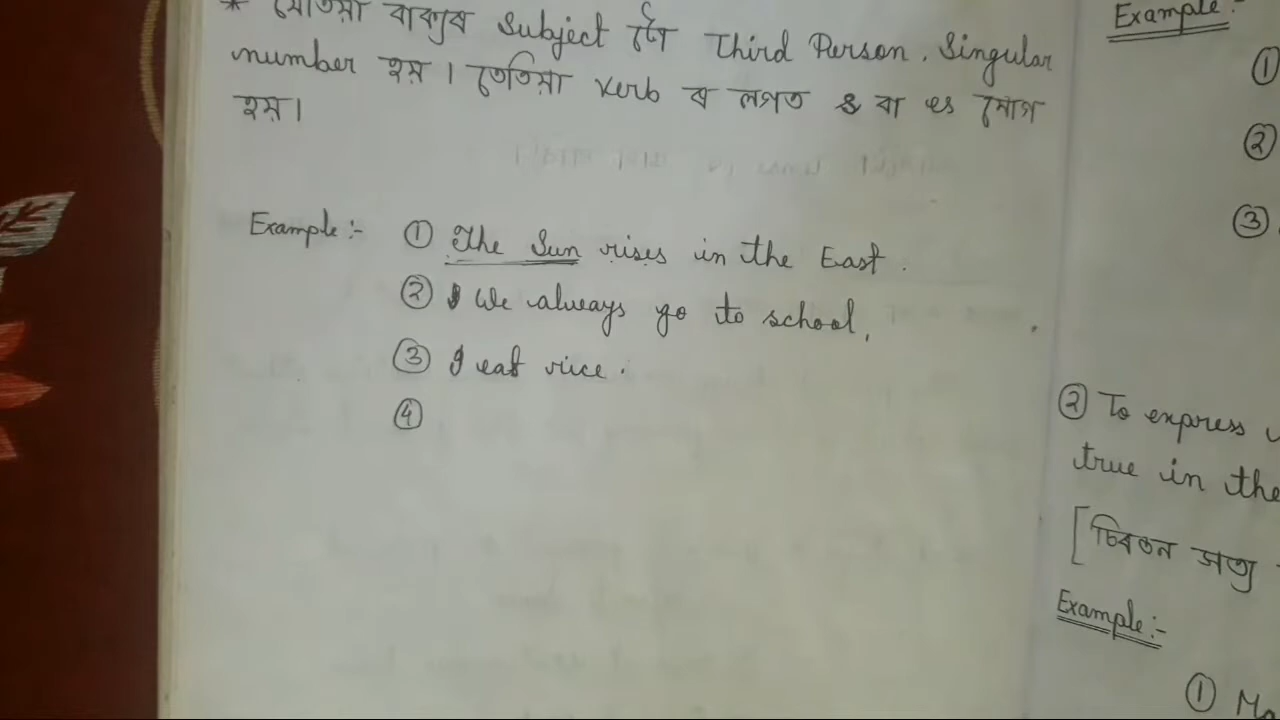 * যেতিয়া বাক্যৰ Subject টো Third Person, Singular
number হয়। তেতিয়া Verb ৰ লগত s বা es যোগ
হয়।
Example:-
① The Sun rises in the East.
② We always go to school.
③ I eat rice.
④
Example:-
①
②
③
② To express
true in the
[চিৰন্তন সত্য
Example:-
①